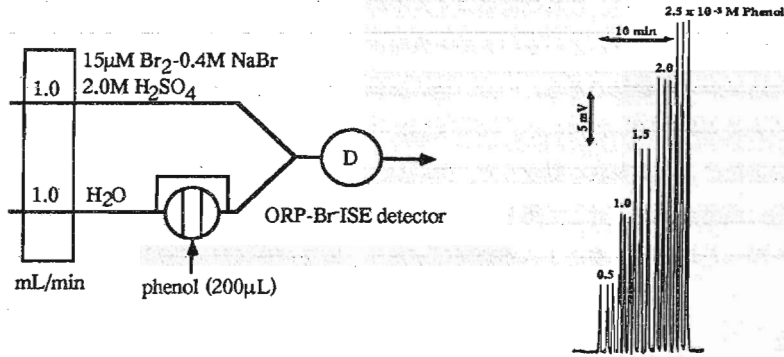 15μM Br₂-0.4M NaBr
2.0M H₂SO₄
1.0
1.0
H₂O
D
ORP-Br⁻ISE detector
mL/min
phenol (200μL)
2.5 x 10⁻⁵ M Phenol
10 min
2.0
5 mV
1.5
1.0
0.5